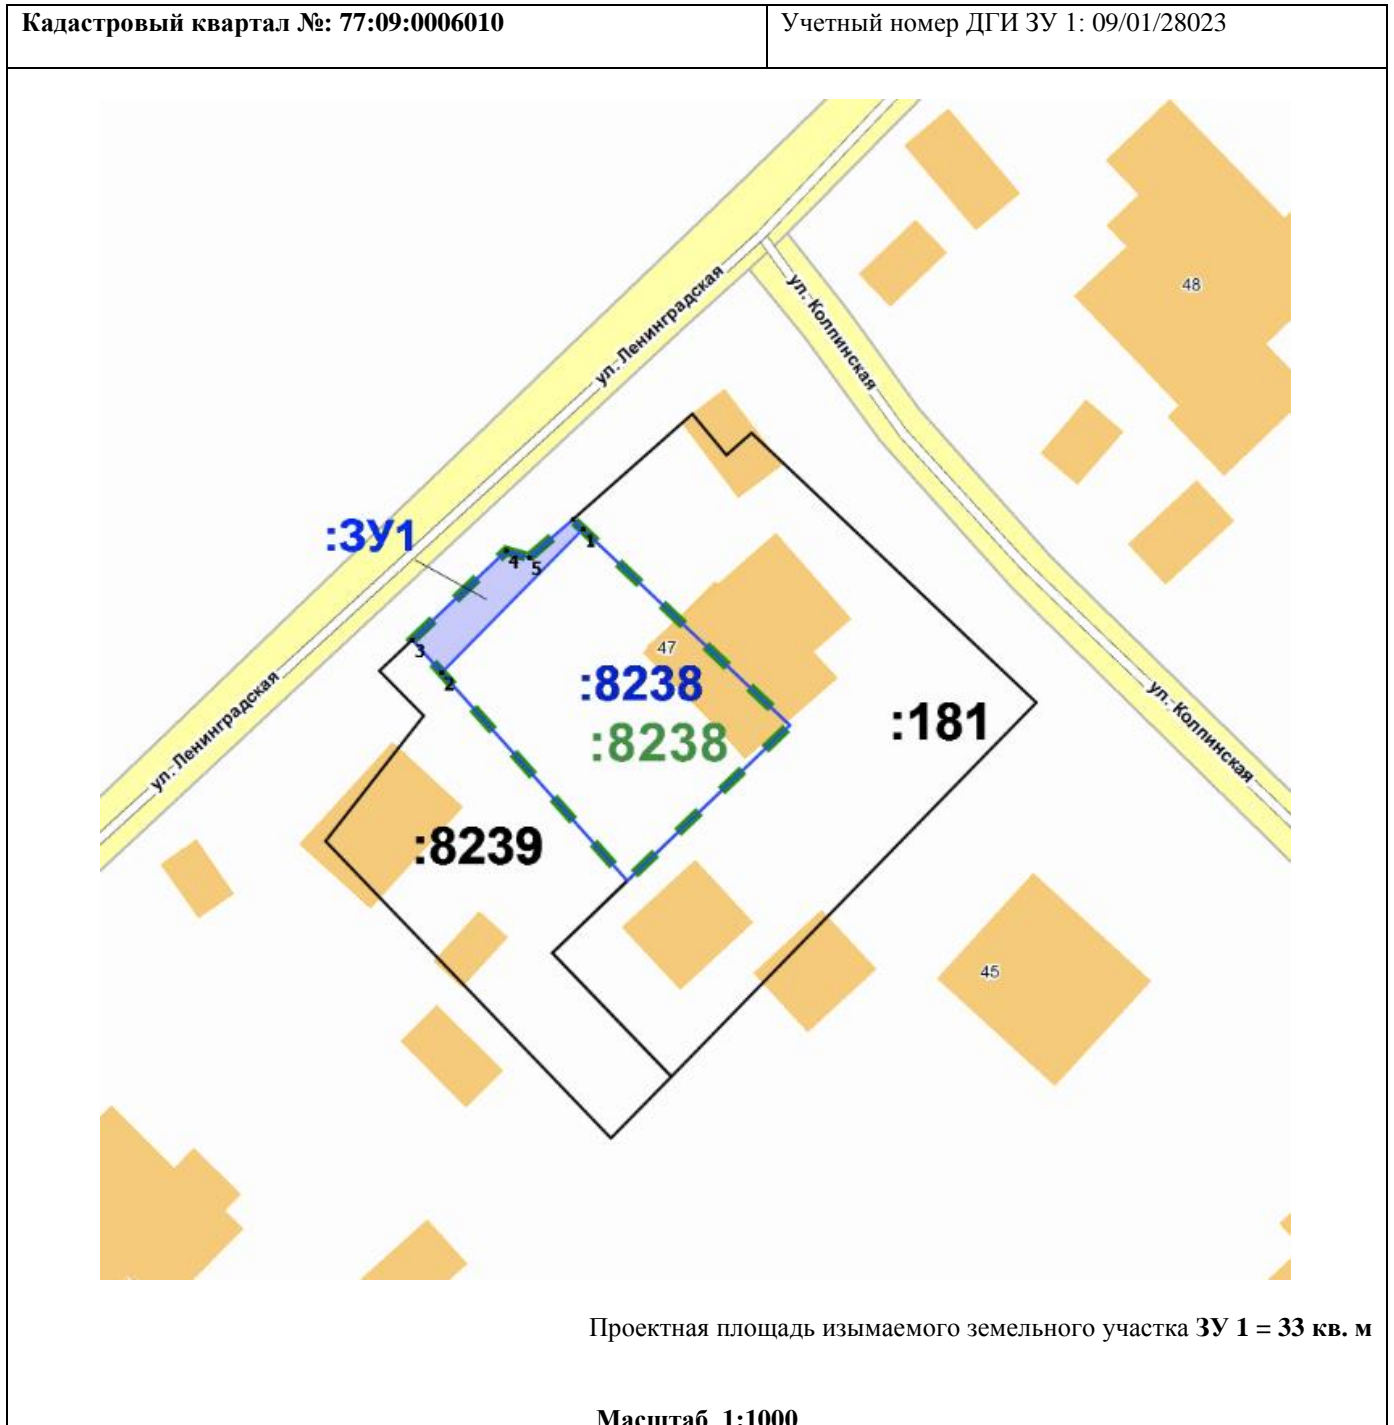 Кадастровый квартал №: 77:09:0006010
Учетный номер ДГИ ЗУ 1: 09/01/28023
48
ул. Ленинградская
ул. Колпинская
:ЗУ1
1
4
5
3
2
47
:8238
:8238
:181
ул. Колпинская
ул. Ленинградская
:8239
45
Проектная площадь изымаемого земельного участка ЗУ 1 = 33 кв. м
Масштаб 1:1000